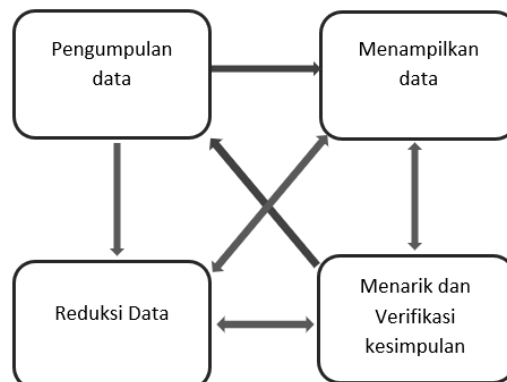 Pengumpulan
data
Menampilkan
data
Reduksi Data
Menarik dan
Verifikasi
kesimpulan